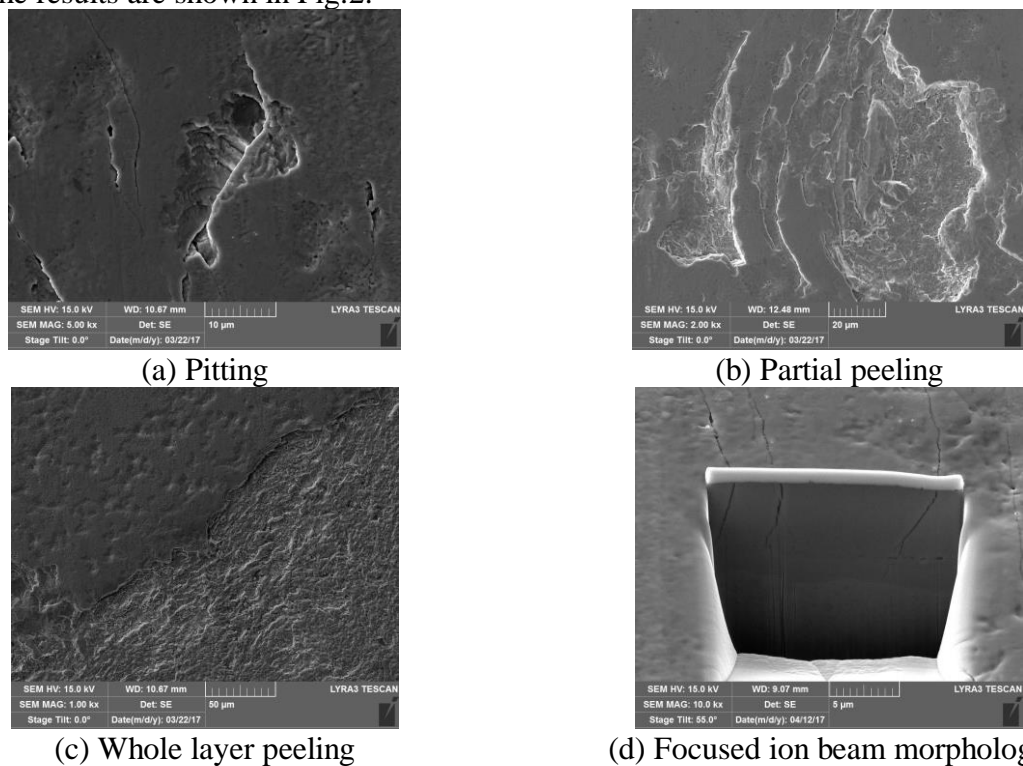 results are shown in Fig.2.
SEM HV: 15.0 kV WD: 10.67 mm LYRA3 TESCAN
SEM MAG: 5.00 kx Det: SE 10 µm
Stage Tilt: 0.0° Date(m/d/y): 03/22/17
(a) Pitting
SEM HV: 15.0 kV WD: 12.48 mm LYRA3 TESCAN
SEM MAG: 2.00 kx Det: SE 20 µm
Stage Tilt: 0.0° Date(m/d/y): 03/22/17
(b) Partial peeling
SEM HV: 15.0 kV WD: 10.67 mm LYRA3 TESCAN
SEM MAG: 1.00 kx Det: SE 50 µm
Stage Tilt: 0.0° Date(m/d/y): 03/22/17
(c) Whole layer peeling
SEM HV: 15.0 kV WD: 9.07 mm LYRA3 TESCAN
SEM MAG: 10.0 kx Det: SE 5 µm
Stage Tilt: 55.0° Date(m/d/y): 04/12/17
(d) Focused ion beam morpholog